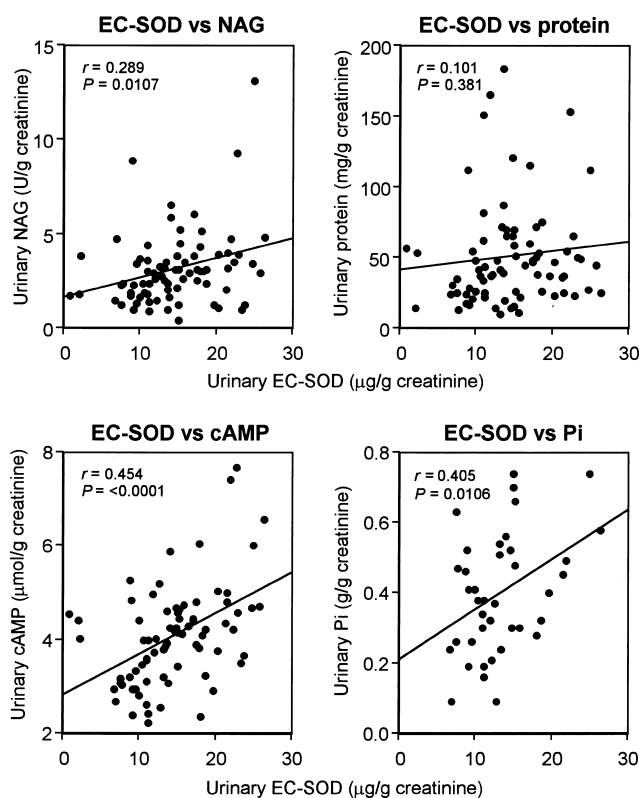 EC-SOD vs NAG
Urinary NAG (U/g creatinine)
15
10
5
0
r = 0.289
P = 0.0107
0 10 20 30
EC-SOD vs protein
Urinary protein (mg/g creatinine)
200
150
100
50
0
r = 0.101
P = 0.381
0 10 20 30
Urinary EC-SOD (μg/g creatinine)
EC-SOD vs cAMP
Urinary cAMP (μmol/g creatinine)
8
6
4
2
r = 0.454
P = <0.0001
0 10 20 30
EC-SOD vs Pi
Urinary Pi (g/g creatinine)
0.8
0.6
0.4
0.2
0.0
r = 0.405
P = 0.0106
0 10 20 30
Urinary EC-SOD (μg/g creatinine)